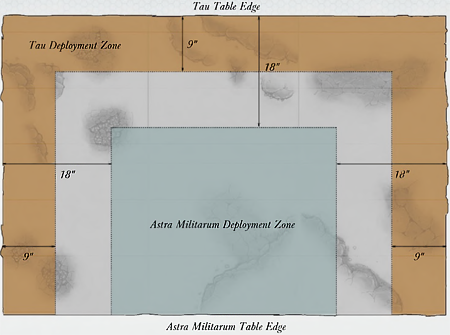 Tau Table Edge
Tau Deployment Zone
9"
18"
18"
18"
Astra Militarum Deployment Zone
9"
9"
Astra Militarum Table Edge